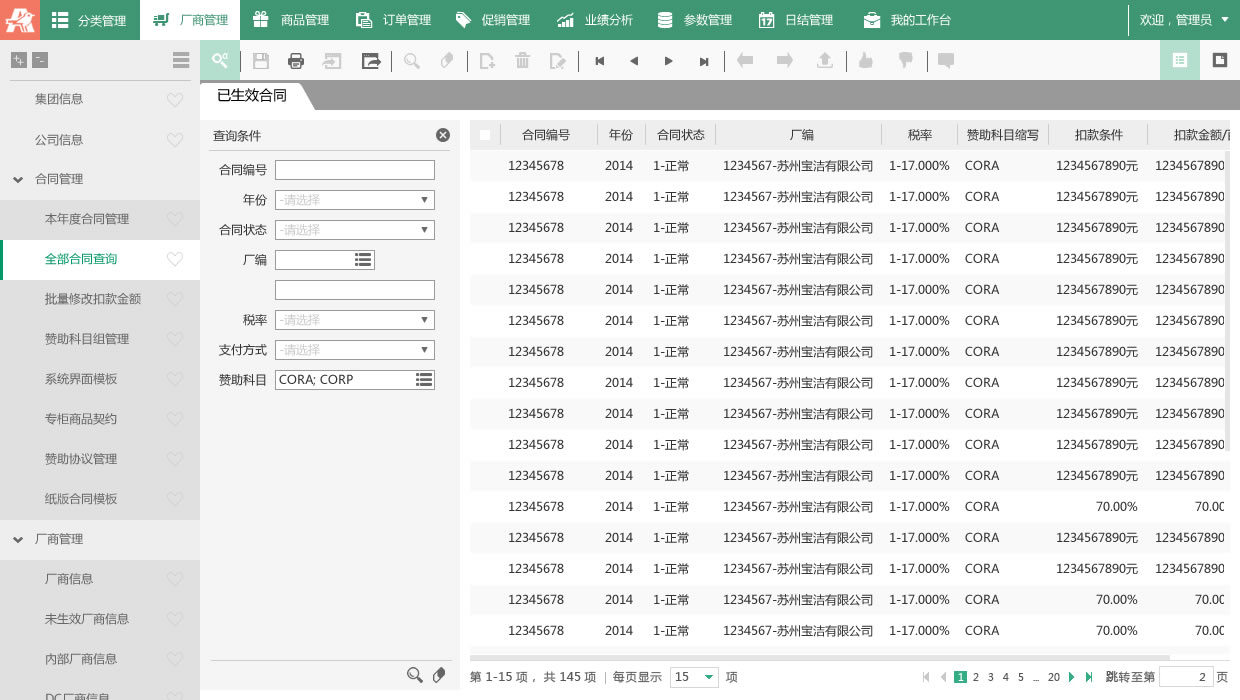 分类管理 厂商管理 商品管理 订单管理 促销管理 业绩分析 参数管理 日结管理 我的工作台 欢迎，管理员
集团信息
公司信息
合同管理
本年度合同管理
全部合同查询
批量修改扣款金额
赞助科目组管理
系统界面模板
专柜商品契约
赞助协议管理
纸版合同模板
厂商管理
厂商信息
未生效厂商信息
内部厂商信息
DC厂商信息
已生效合同
查询条件
合同编号
年份 -请选择
合同状态 -请选择
厂编
税率 -请选择
支付方式 -请选择
赞助科目 CORA; CORP
合同编号 年份 合同状态 厂编 税率 赞助科目缩写 扣款条件 扣款金额/
12345678 2014 1-正常 1234567-苏州宝洁有限公司 1-17.000% CORA 1234567890元 1234567890
12345678 2014 1-正常 1234567-苏州宝洁有限公司 1-17.000% CORA 1234567890元 1234567890
12345678 2014 1-正常 1234567-苏州宝洁有限公司 1-17.000% CORA 1234567890元 1234567890
12345678 2014 1-正常 1234567-苏州宝洁有限公司 1-17.000% CORA 1234567890元 1234567890
12345678 2014 1-正常 1234567-苏州宝洁有限公司 1-17.000% CORA 1234567890元 1234567890
12345678 2014 1-正常 1234567-苏州宝洁有限公司 1-17.000% CORA 1234567890元 1234567890
12345678 2014 1-正常 1234567-苏州宝洁有限公司 1-17.000% CORA 1234567890元 1234567890
12345678 2014 1-正常 1234567-苏州宝洁有限公司 1-17.000% CORA 1234567890元 1234567890
12345678 2014 1-正常 1234567-苏州宝洁有限公司 1-17.000% CORA 1234567890元 1234567890
12345678 2014 1-正常 1234567-苏州宝洁有限公司 1-17.000% CORA 1234567890元 1234567890
12345678 2014 1-正常 1234567-苏州宝洁有限公司 1-17.000% CORA 1234567890元 1234567890
12345678 2014 1-正常 1234567-苏州宝洁有限公司 1-17.000% CORA 70.00% 70.00
12345678 2014 1-正常 1234567-苏州宝洁有限公司 1-17.000% CORA 1234567890元 1234567890
12345678 2014 1-正常 1234567-苏州宝洁有限公司 1-17.000% CORA 1234567890元 1234567890
12345678 2014 1-正常 1234567-苏州宝洁有限公司 1-17.000% CORA 70.00% 70.00
12345678 2014 1-正常 1234567-苏州宝洁有限公司 1-17.000% CORA 70.00% 70.00
第 1-15 项， 共 145 项 | 每页显示 15 项 1 2 3 4 5 ... 20 跳转至第 2 页